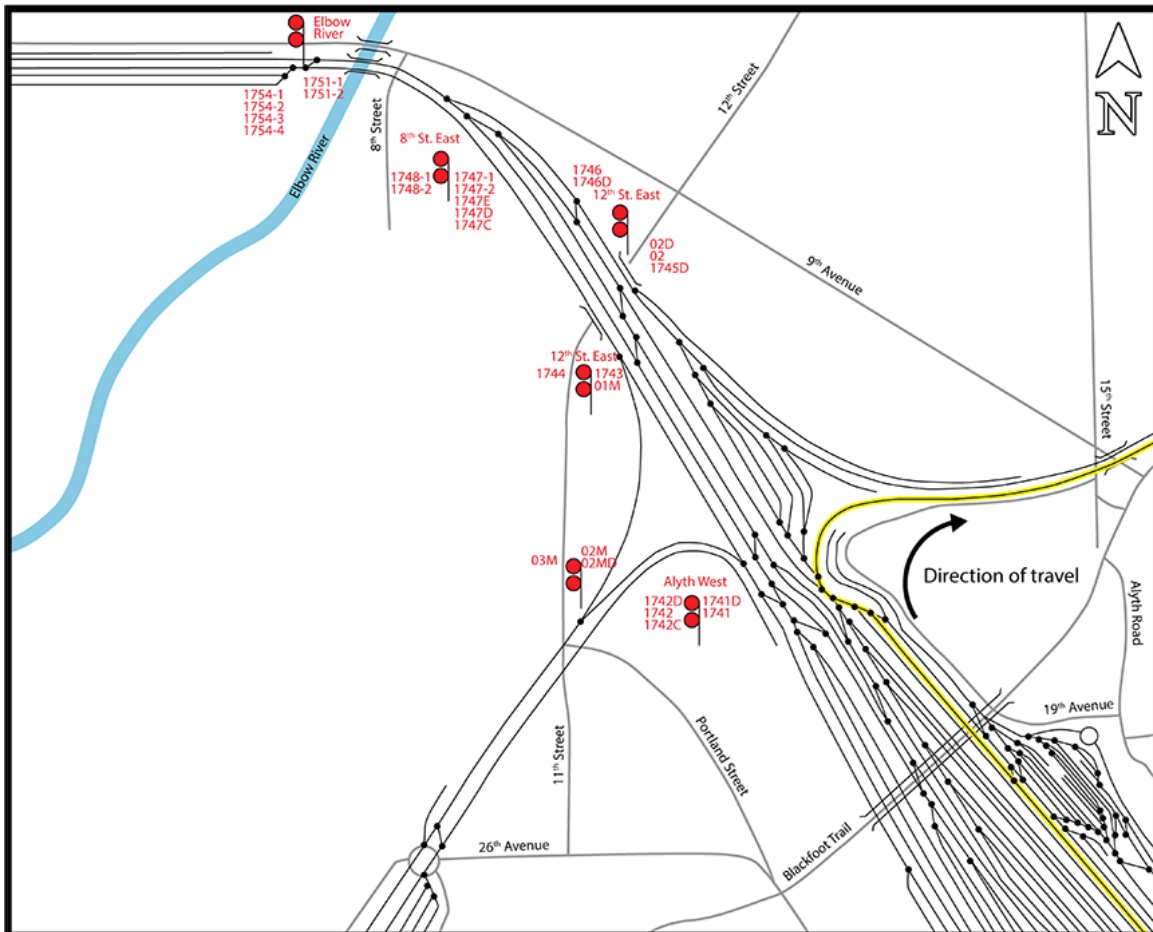 Elbow
River
N
1754-1
1754-2
1754-3
1754-4
1751-1
1751-2
Elbow River
8th Street
12th Street
8th St. East
1748-1
1748-2
1747-1
1747-2
1747E
1747D
1747C
1746
1746D
12th St. East
02D
02
1745D
9th Avenue
12th St. East
1744
1743
01M
15th Street
03M
02M
02MD
Alyth West
1742D
1742
1742C
1741D
1741
Direction of travel
Alyth Road
19th Avenue
11th Street
Portland Street
Blackfoot Trail
26th Avenue